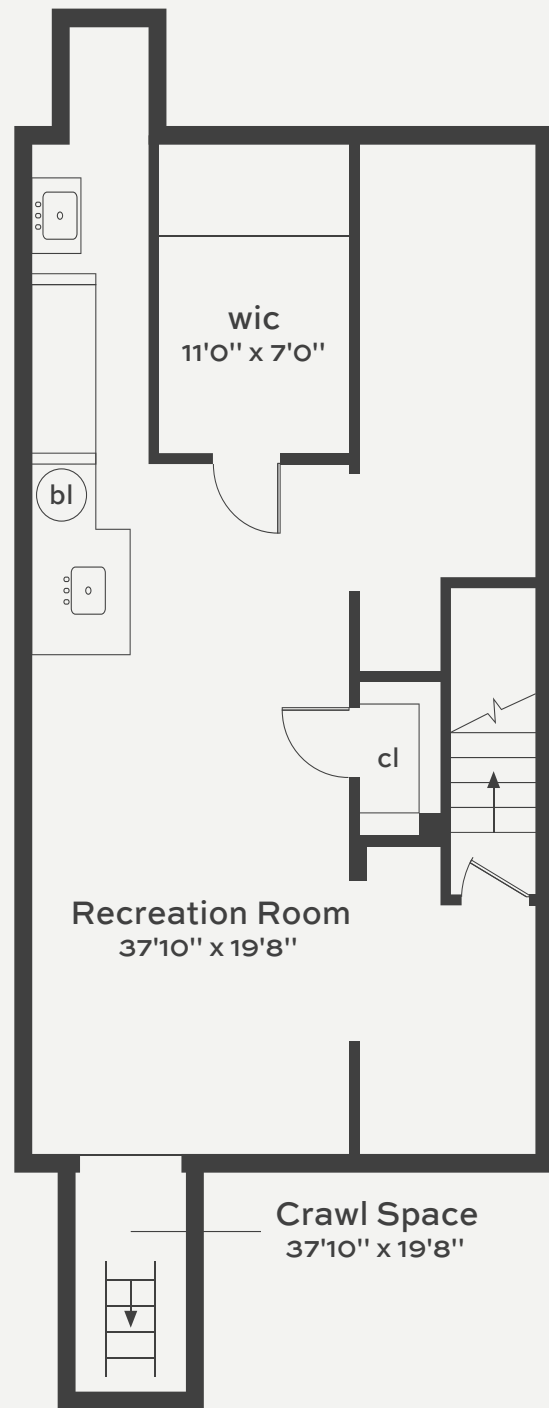 wic
11'0" x 7'0"
bl
cl
Recreation Room
37'10" x 19'8"
Crawl Space
37'10" x 19'8"